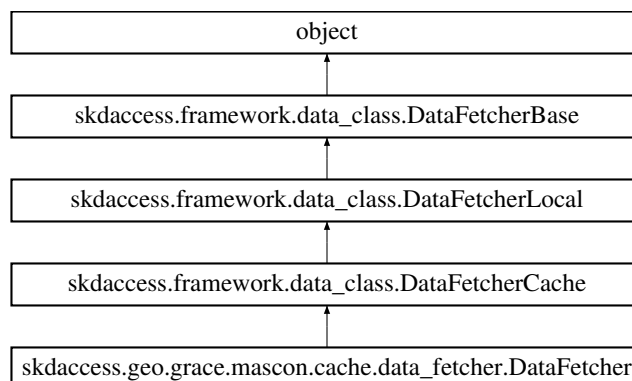 object
skdaccess.framework.data_class.DataFetcherBase
skdaccess.framework.data_class.DataFetcherLocal
skdaccess.framework.data_class.DataFetcherCache
skdaccess.geo.grace.mascon.cache.data_fetcher.DataFetcher